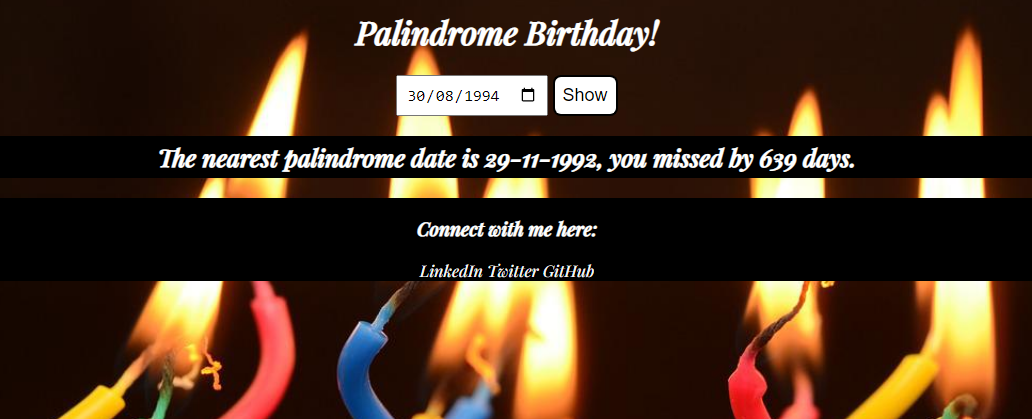 Palindrome Birthday!
30/08/1994 Show
The nearest palindrome date is 29-11-1992, you missed by 639 days.
Connect with me here:
LinkedIn Twitter GitHub